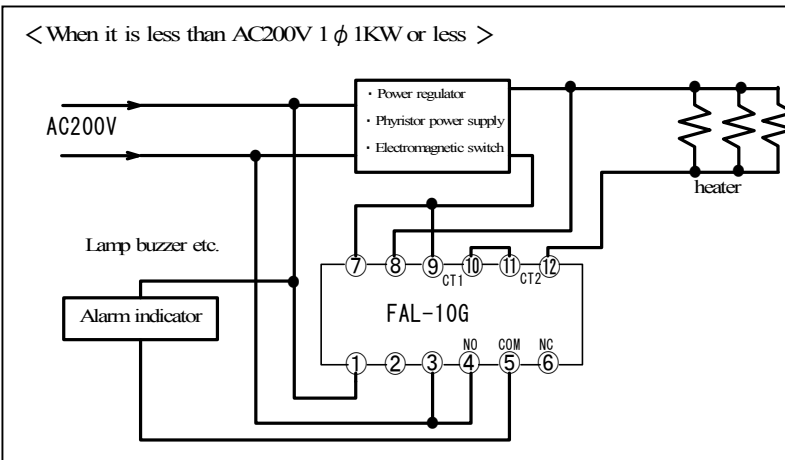 ＜When it is less than AC200V 1φ 1KW or less ＞
・Power regulator
・Phyristor power supply
・Electromagnetic switch
AC200V
heater
Lamp buzzer etc.
7 8 9 10 11 12
CT1 CT2
Alarm indicator
FAL-10G
NO COM NC
1 2 3 4 5 6